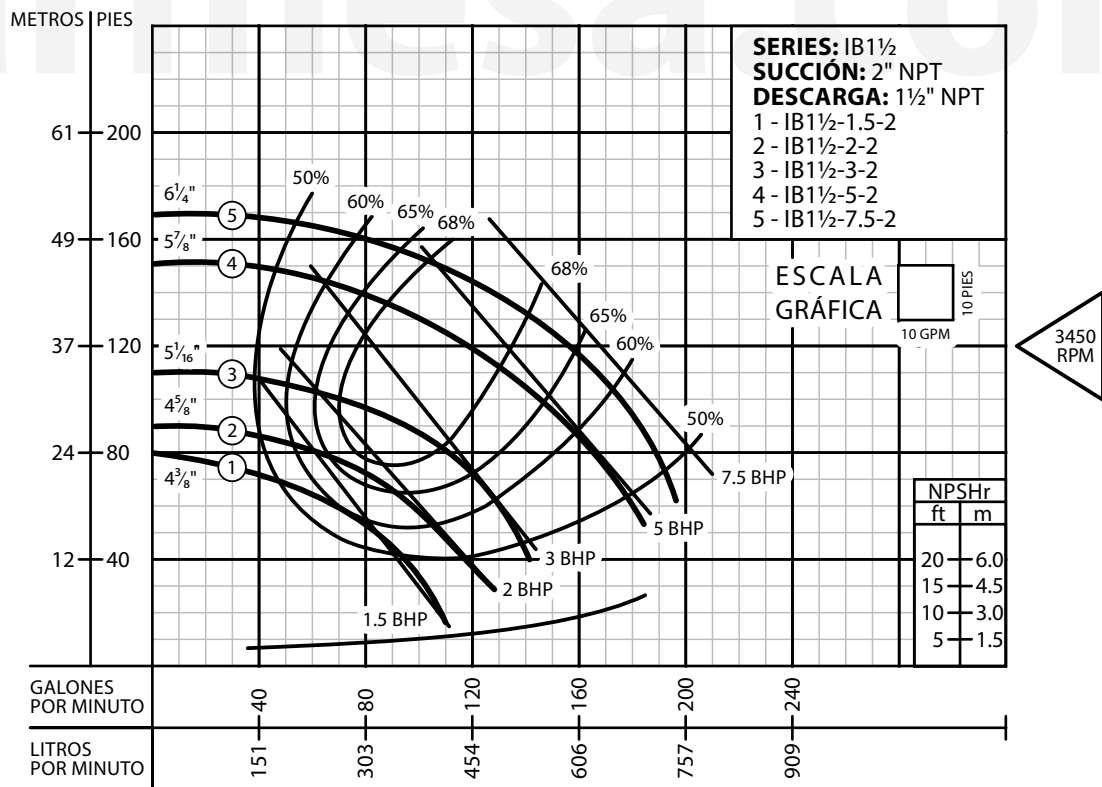 METROS PIES
SERIES: IB1½
SUCCIÓN: 2" NPT
DESCARGA: 1½" NPT
1 - IB1½-1.5-2
2 - IB1½-2-2
3 - IB1½-3-2
4 - IB1½-5-2
5 - IB1½-7.5-2
61 200
49 160
37 120
24 80
12 40
6¼"
5⅞"
5 1/16"
4⅝"
4⅜"
5
4
3
2
1
50%
60%
65%
68%
68%
65%
60%
50%
7.5 BHP
5 BHP
3 BHP
2 BHP
1.5 BHP
ESCALA
GRÁFICA
10 PIES
10 GPM
3450
RPM
NPSHr
ft m
20 6.0
15 4.5
10 3.0
5 1.5
GALONES
POR MINUTO
40 80 120 160 200 240
LITROS
POR MINUTO
151 303 454 606 757 909